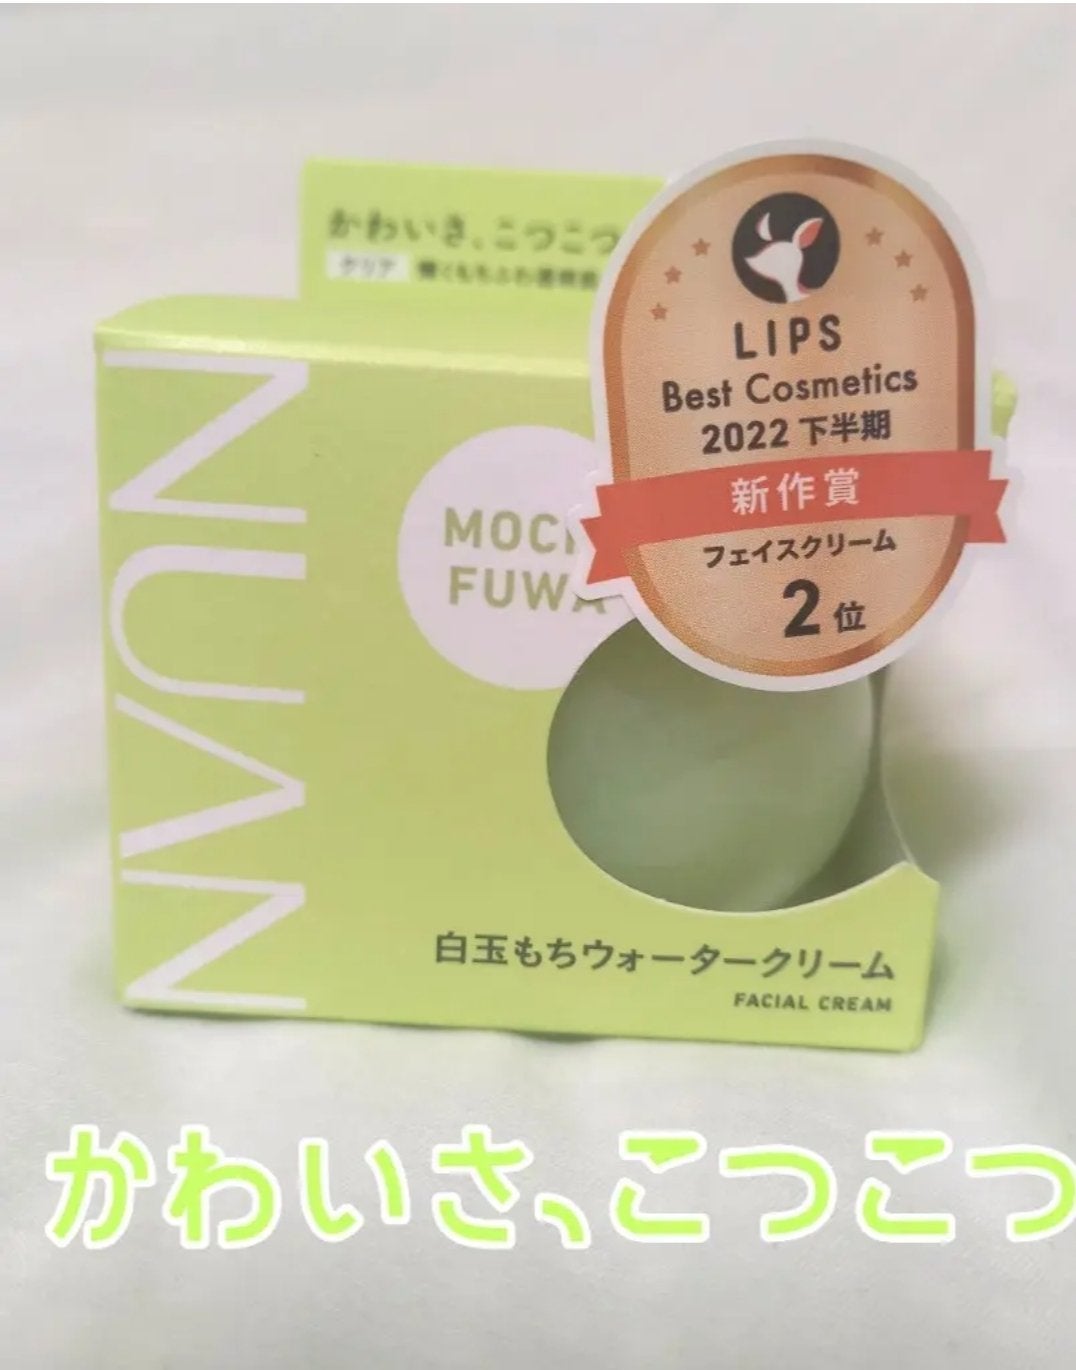 かわいさ、こつこつ
クリア
NUAN
MOC
FUWA
LIPS
Best Cosmetics
2022 下半期
新作賞
フェイスクリーム
2位
白玉もちウォータークリーム
FACIAL CREAM
かわいさ、こつこつ